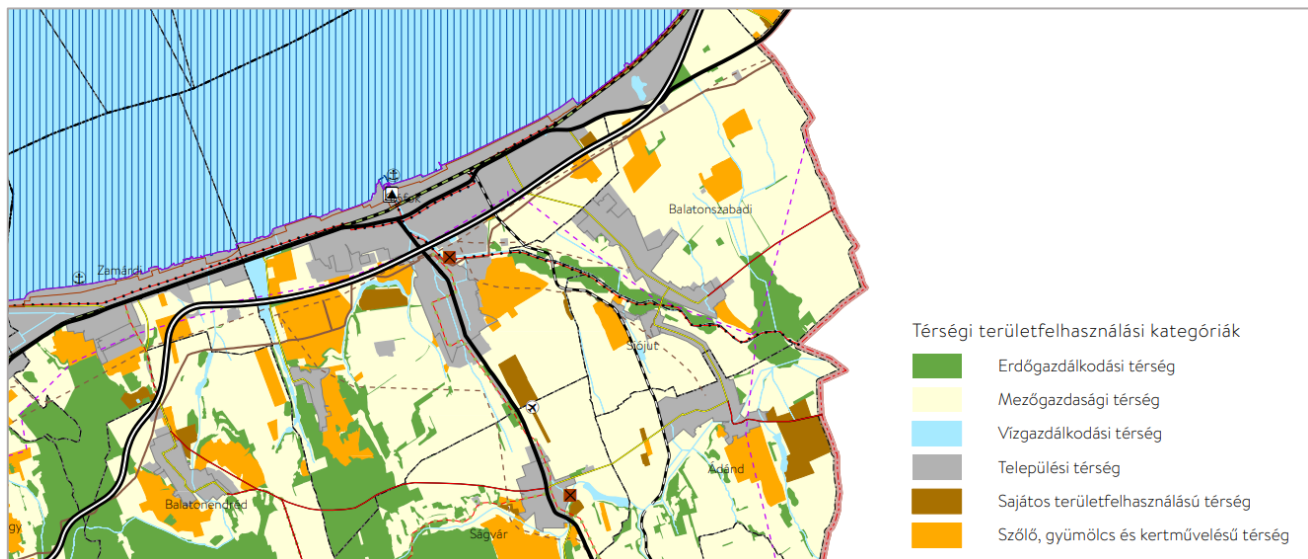 Balatonszabadi
Zamárdi
Siójut
Ádánd
Balatonendréd
Ságvár
gy
Térségi területfelhasználási kategóriák
Erdőgazdálkodási térség
Mezőgazdasági térség
Vízgazdálkodási térség
Települési térség
Sajátos területfelhasználású térség
Szőlő, gyümölcs és kertművelésű térség